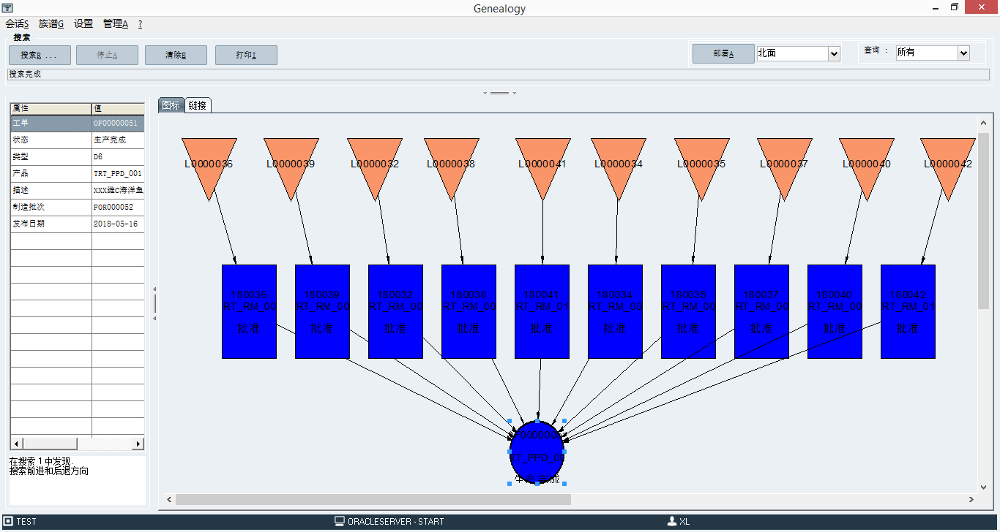 Genealogy
会话S 族谱G 设置 管理A ?
搜索
搜索R ... 停止A 清除E 打印I 部署A 北面 查询 : 所有
搜索完成
图标 链接
属性 值
工单 OF00000051
状态 生产完成
类型 D6
产品 TRT_PPD_001
描述 XXX维C海洋鱼
制造批次 FOR000052
发布日期 2018-05-16
L0000036 L0000039 L0000032 L0000038 L0000041 L0000034 L0000035 L0000037 L0000040 L0000042
180036 180039 180032 180038 180041 180034 180035 180037 180040 180042
RT_RM_00 RT_RM_00 RT_RM_00 RT_RM_00 RT_RM_01 RT_RM_00 RT_RM_00 RT_RM_00 RT_RM_00 RT_RM_01
批准 批准 批准 批准 批准 批准 批准 批准 批准 批准
RT_PPD_00
在搜索 1 中发现.
搜索前进和后退方向
TEST ORACLESERVER - START XL